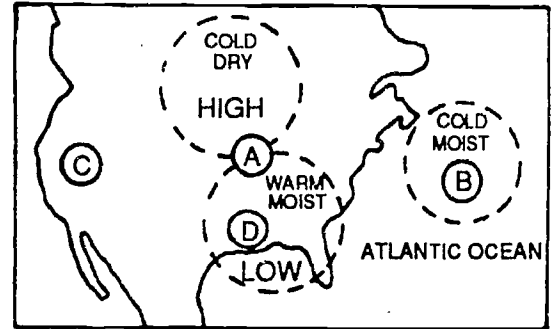 COLD
DRY
HIGH
A
WARM
MOIST
D
LOW
C
COLD
MOIST
B
ATLANTIC OCEAN